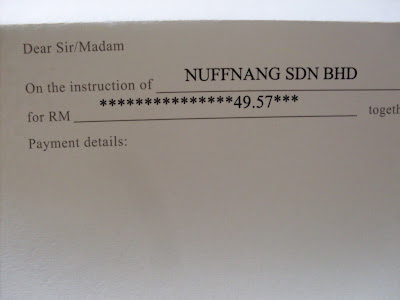 Dear Sir/Madam
On the instruction of NUFFNANG SDN BHD
for RM ***************49.57***
Payment details: